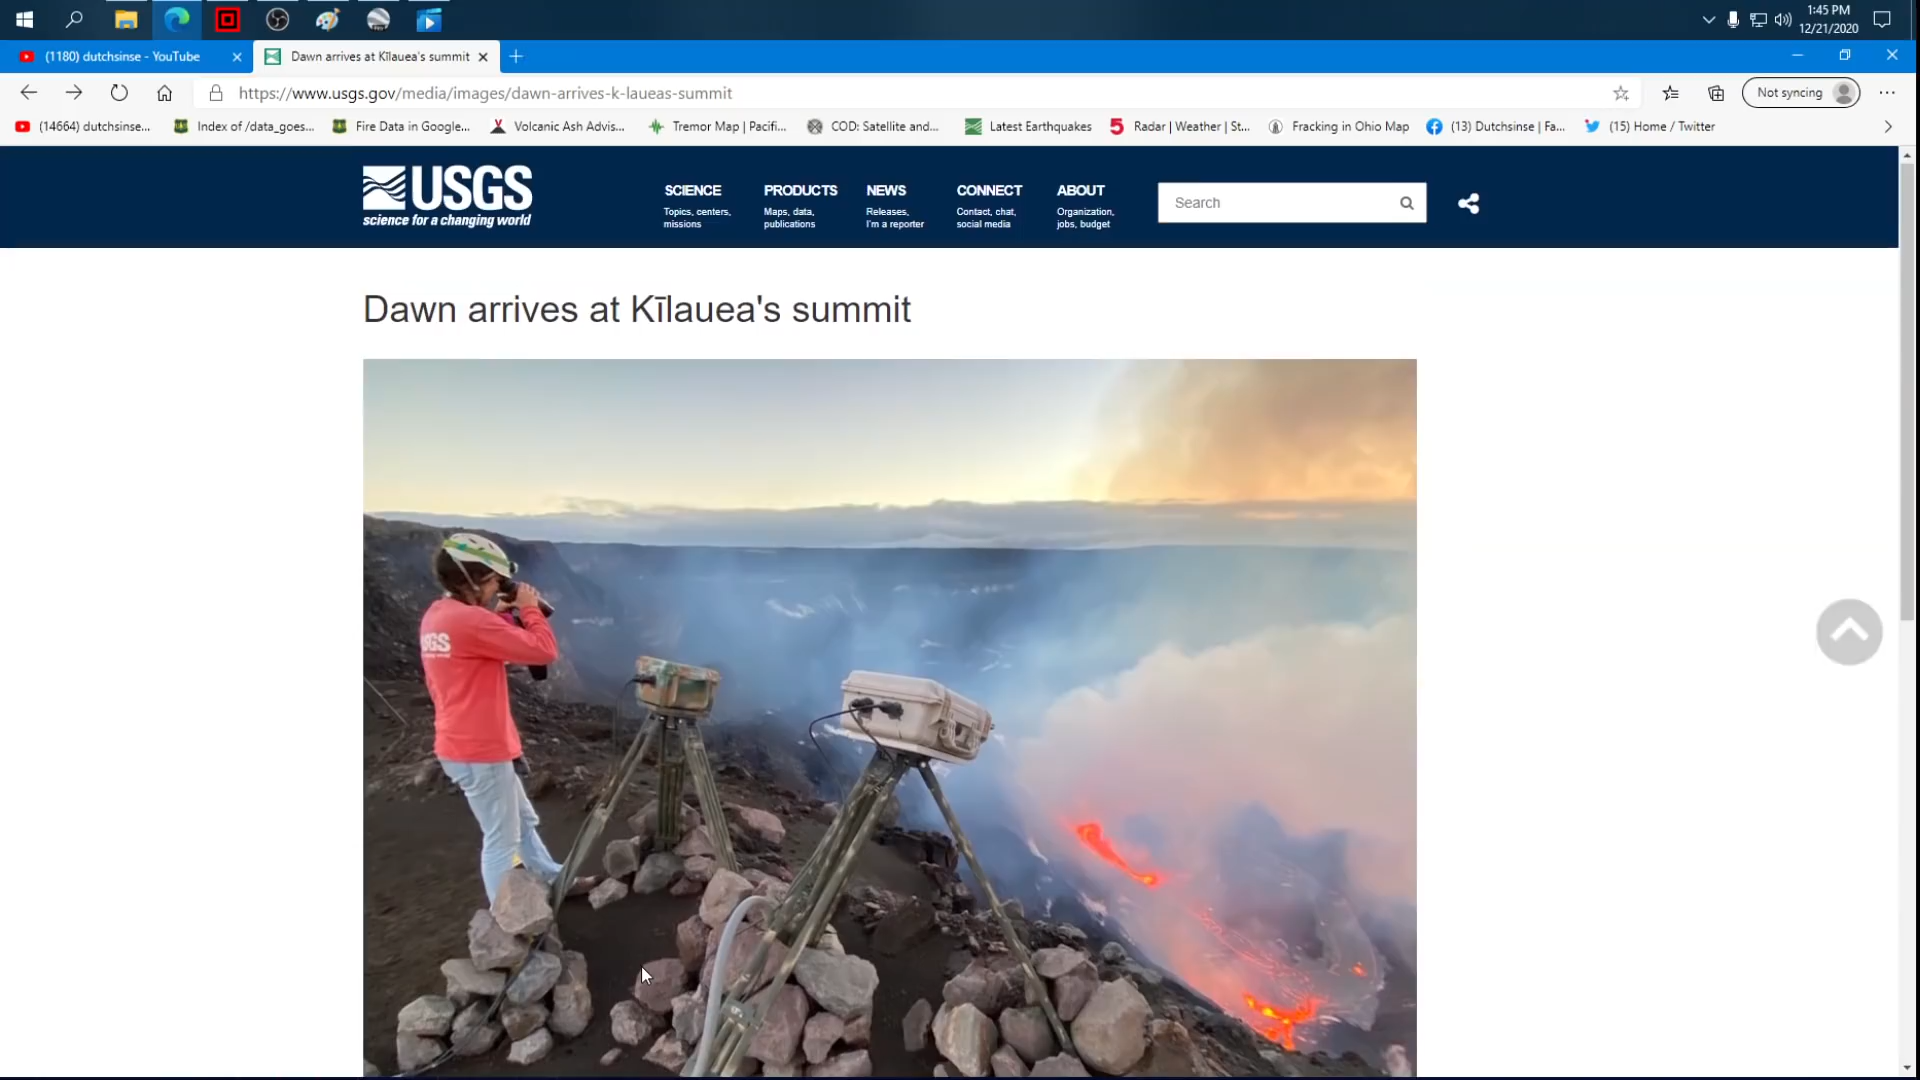 1:45 PM
12/21/2020
(1180) dutchsinse - YouTube
Dawn arrives at Kīlauea's summit
https://www.usgs.gov/media/images/dawn-arrives-k-laueas-summit
Not syncing
(14664) dutchsinse...
Index of /data_goes...
Fire Data in Google...
Volcanic Ash Advis...
Tremor Map | Pacifi...
COD: Satellite and...
Latest Earthquakes
5 Radar | Weather | St...
Fracking in Ohio Map
(13) Dutchsinse | Fa...
(15) Home / Twitter
USGS
science for a changing world
SCIENCE
Topics, centers,
missions
PRODUCTS
Maps, data,
publications
NEWS
Releases,
I'm a reporter
CONNECT
Contact, chat,
social media
ABOUT
Organization,
jobs, budget
Search
Dawn arrives at Kīlauea's summit
USGS